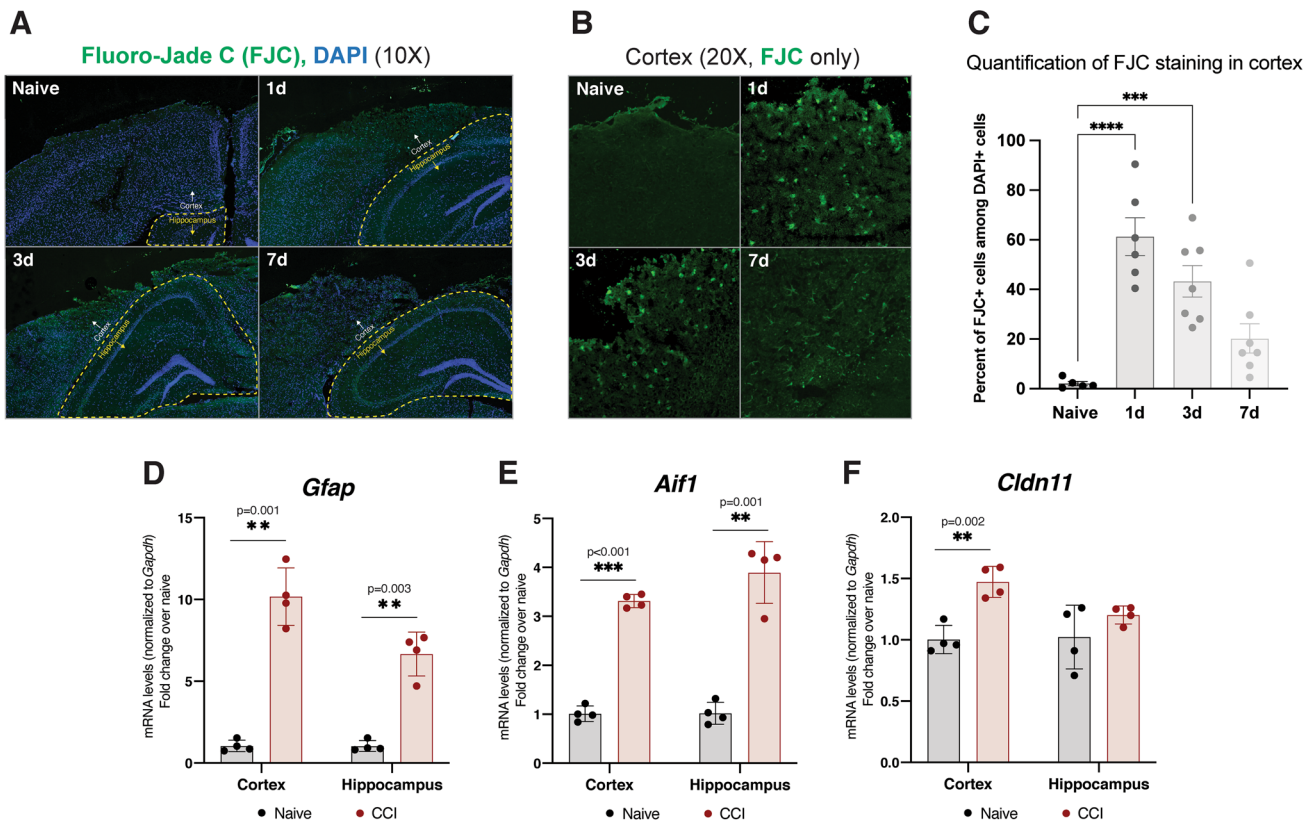 A
Fluoro-Jade C (FJC), DAPI (10X)
Naive
Cortex
Hippocampus
1d
Cortex
Hippocampus
3d
Cortex
Hippocampus
7d
Cortex
Hippocampus
B
Cortex (20X, FJC only)
Naive
1d
3d
7d
C
Quantification of FJC staining in cortex
Percent of FJC+ cells among DAPI+ cells
100
80
60
40
20
0
****
***
Naive
1d
3d
7d
D
Gfap
mRNA levels (normalized to Gapdh)
Fold change over naive
15
10
5
0
p=0.001
**
p=0.003
**
Cortex
Hippocampus
Naive
CCI
E
Aif1
mRNA levels (normalized to Gapdh)
Fold change over naive
5
4
3
2
1
0
p<0.001
***
p=0.001
**
Cortex
Hippocampus
Naive
CCI
F
Cldn11
mRNA levels (normalized to Gapdh)
Fold change over naive
2.0
1.5
1.0
0.5
0.0
p=0.002
**
Cortex
Hippocampus
Naive
CCI